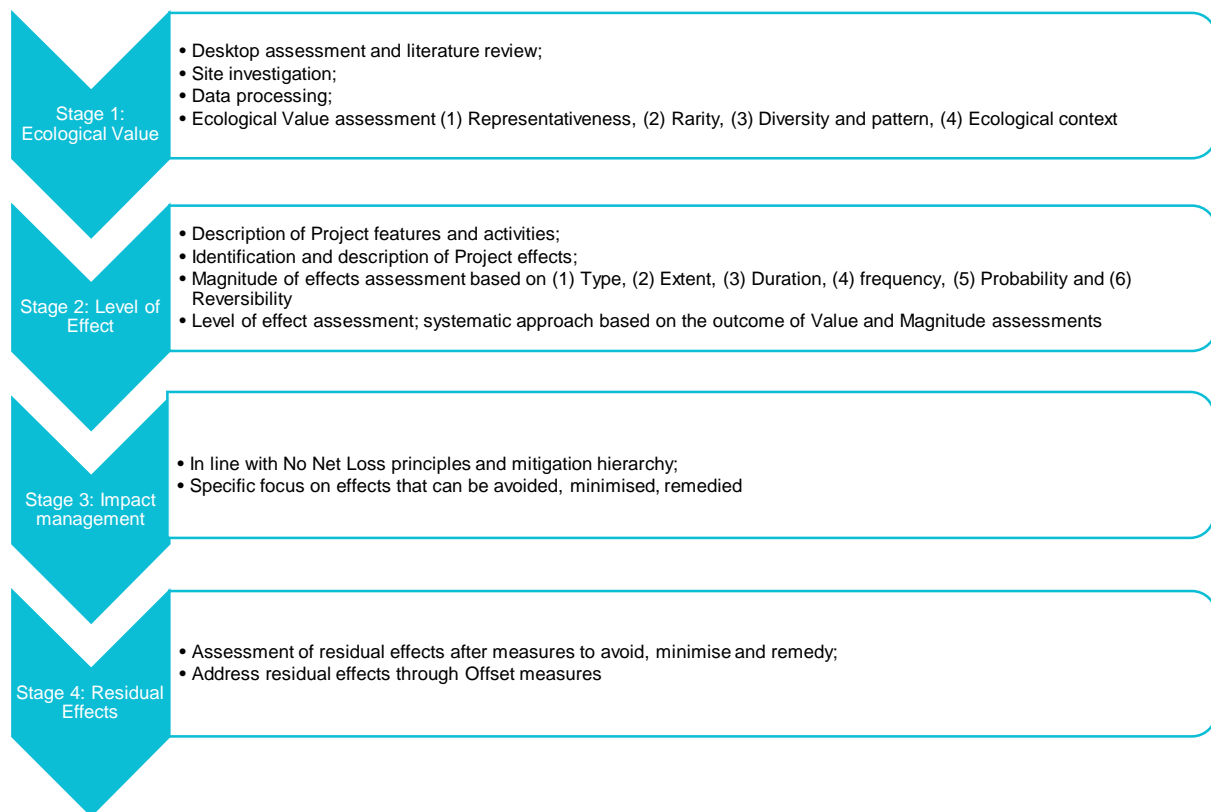 Stage 1:
Ecological Value
• Desktop assessment and literature review;
• Site investigation;
• Data processing;
• Ecological Value assessment (1) Representativeness, (2) Rarity, (3) Diversity and pattern, (4) Ecological context
Stage 2: Level of
Effect
• Description of Project features and activities;
• Identification and description of Project effects;
• Magnitude of effects assessment based on (1) Type, (2) Extent, (3) Duration, (4) frequency, (5) Probability and (6)
Reversibility
• Level of effect assessment; systematic approach based on the outcome of Value and Magnitude assessments
Stage 3: Impact
management
• In line with No Net Loss principles and mitigation hierarchy;
• Specific focus on effects that can be avoided, minimised, remedied
Stage 4: Residual
Effects
• Assessment of residual effects after measures to avoid, minimise and remedy;
• Address residual effects through Offset measures